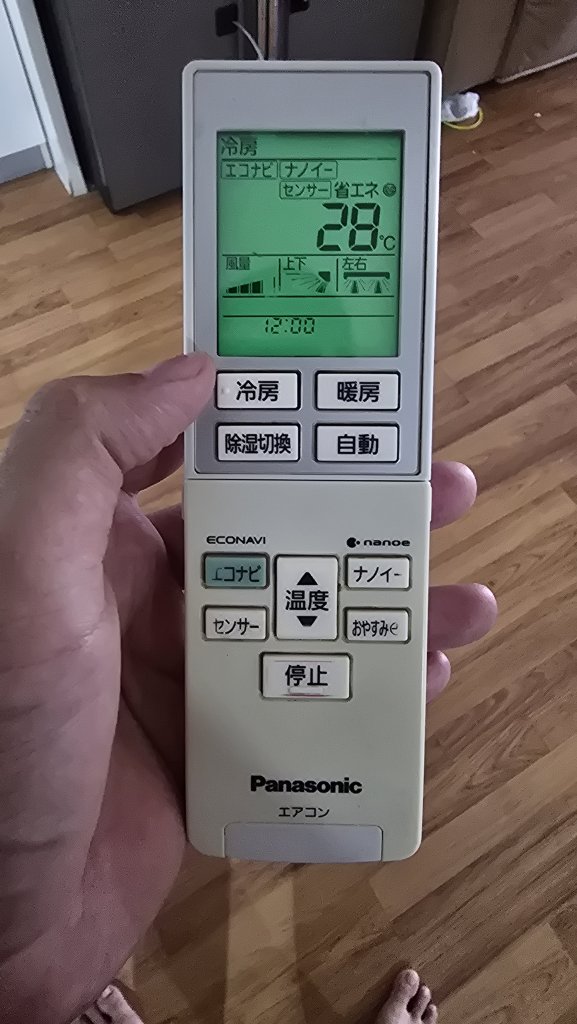 冷房
エコナビ ナノイー
センサー 省エネ
28℃
風量 上下 左右
12:00
冷房 暖房
除湿切換 自動
ECONAVI nanoe
エコナビ ▲ ナノイー
温度
センサー ▼ おやすみe
停止
Panasonic
エアコン